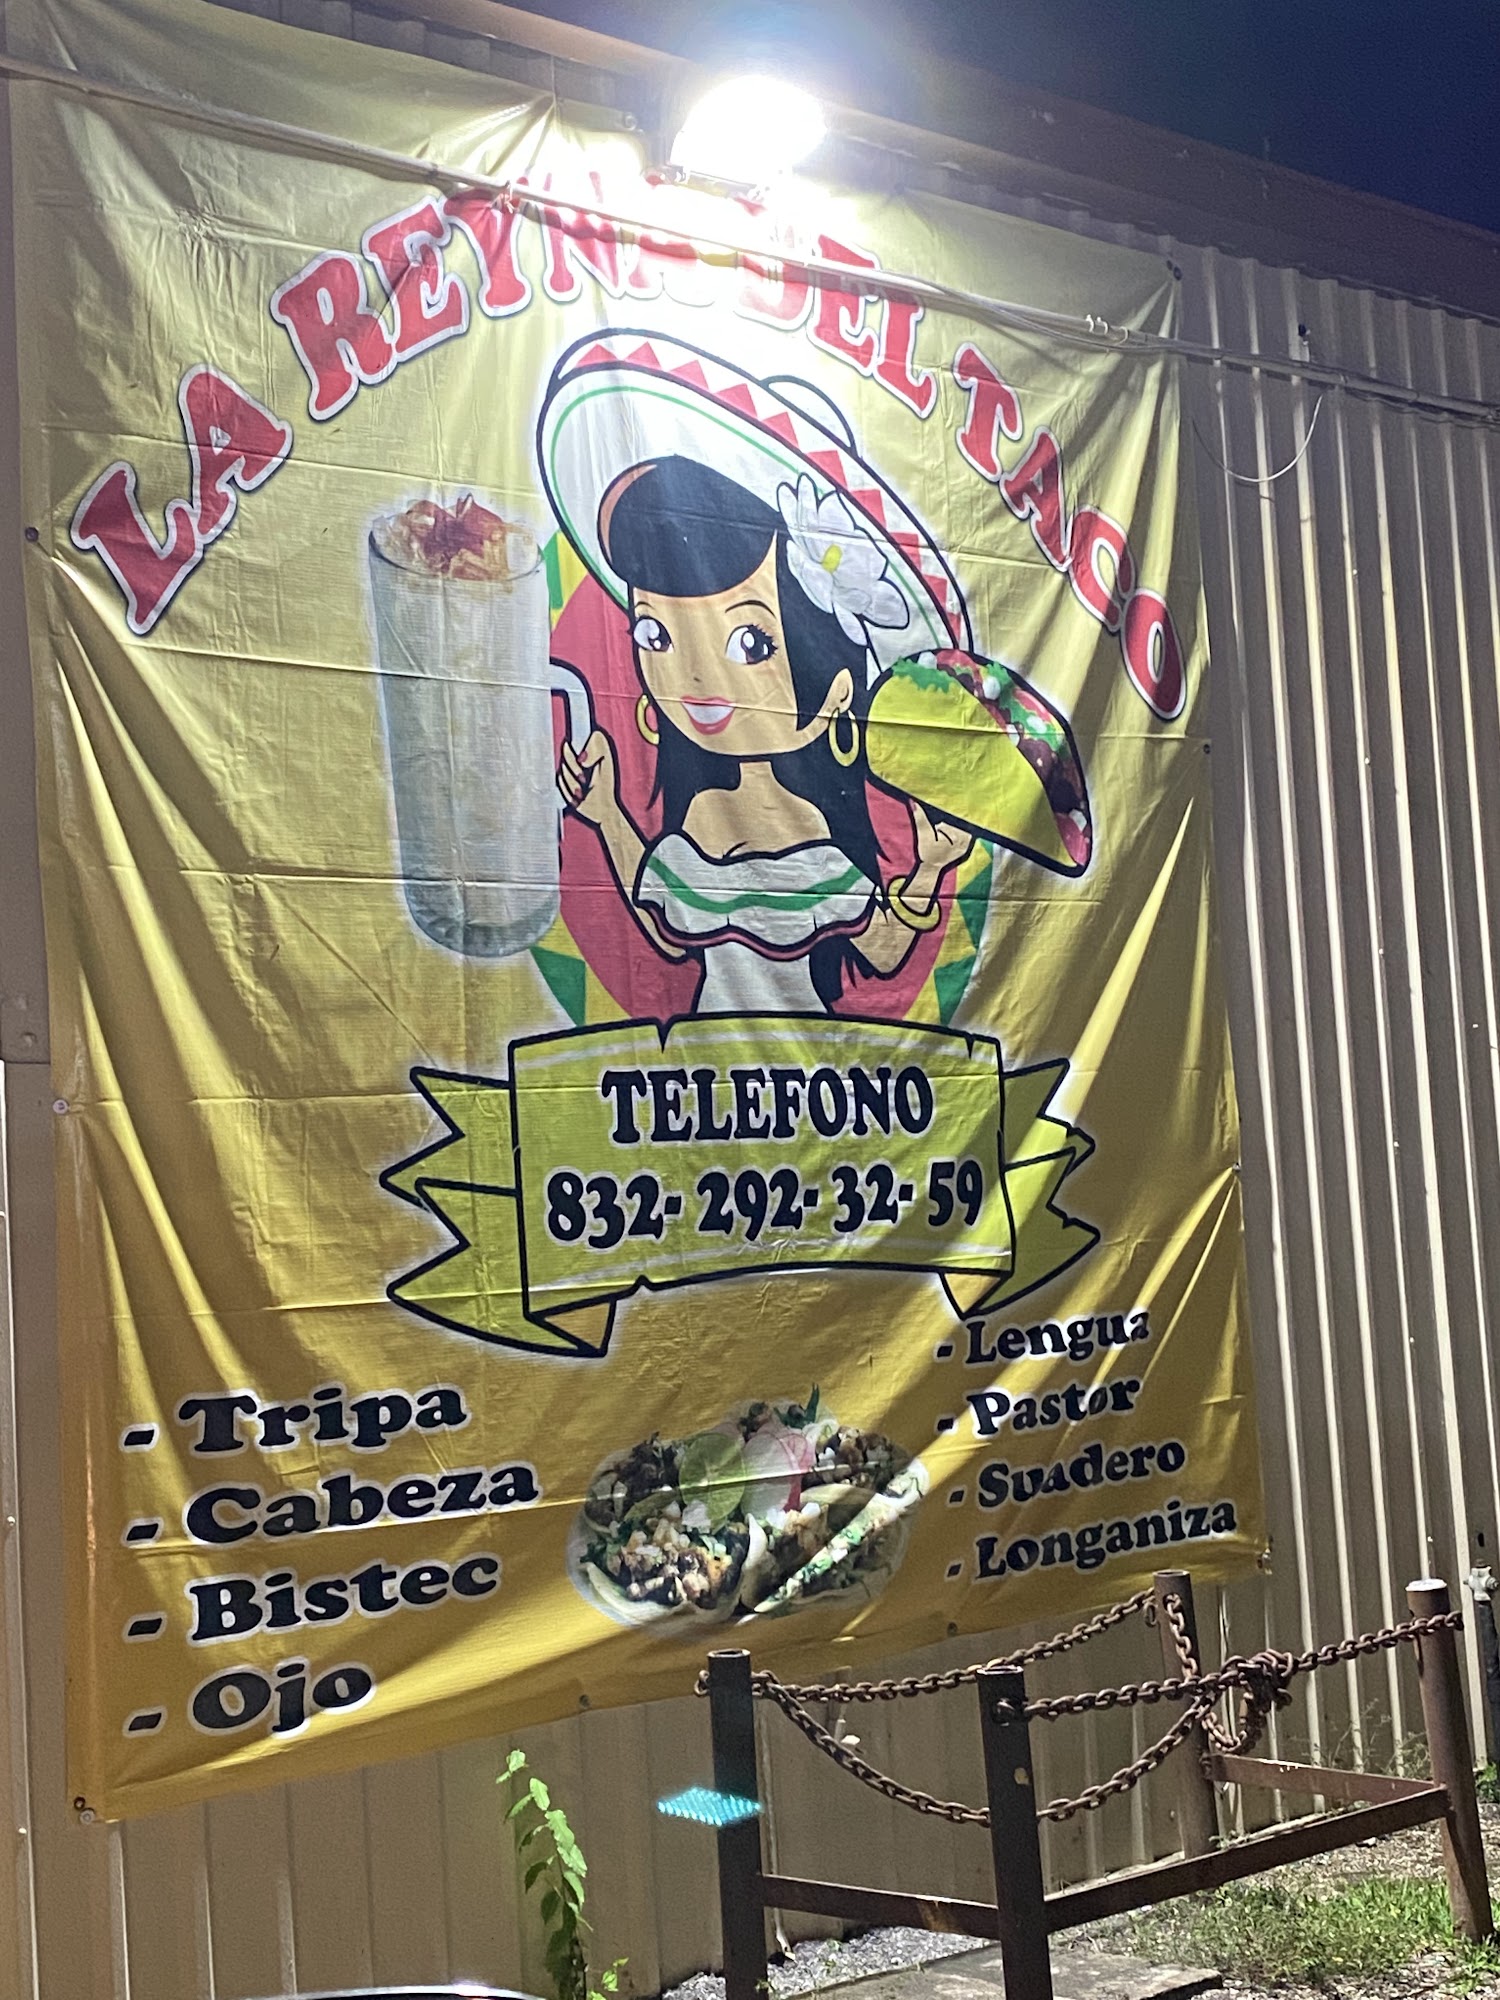 LA REYNA DEL TACO
TELEFONO
832-292-32-59
- Tripa
- Cabeza
- Bistec
- Ojo
- Lengua
- Pastor
- Suadero
- Longaniza